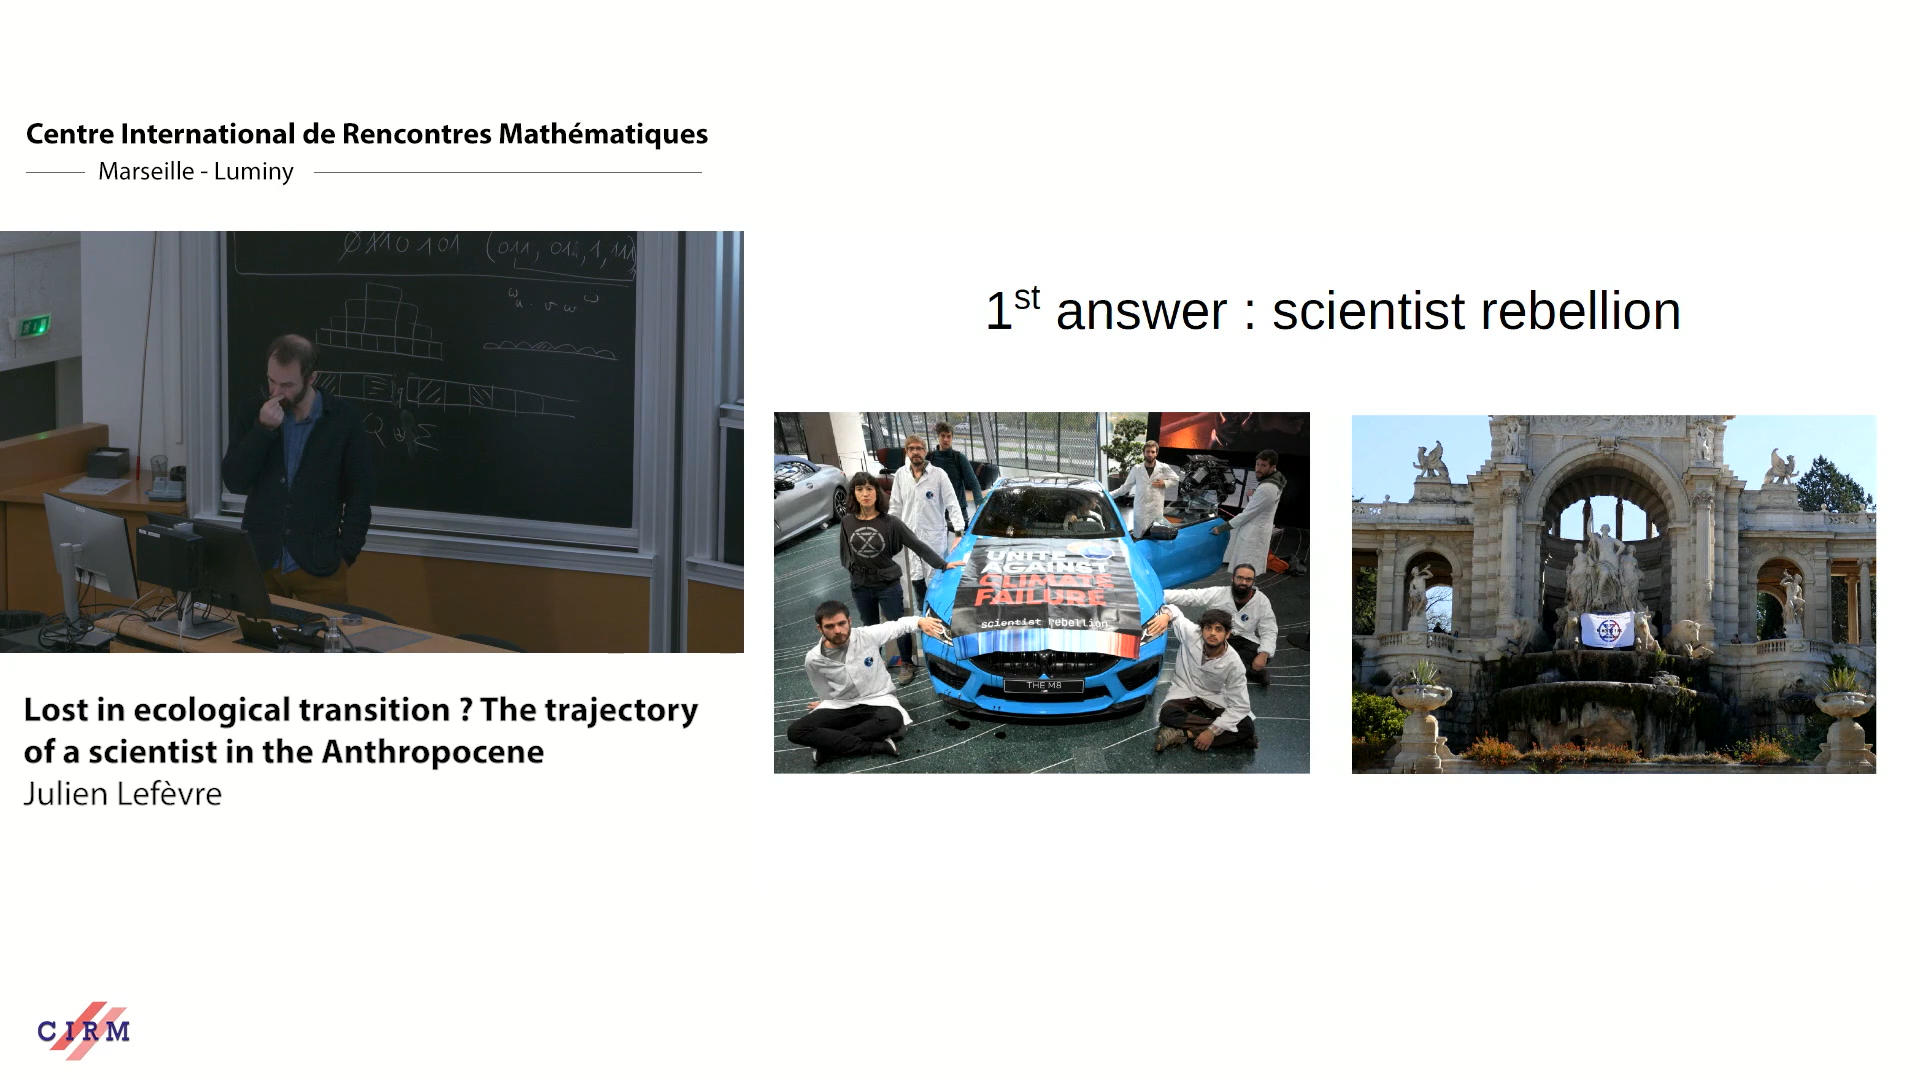 Centre International de Rencontres Mathématiques
Marseille - Luminy
1st answer : scientist rebellion
UNITE
AGAINST
CLIMATE
FAILURE
scientist rebellion
THE M8
Lost in ecological transition ? The trajectory
of a scientist in the Anthropocene
Julien Lefèvre
CIRM